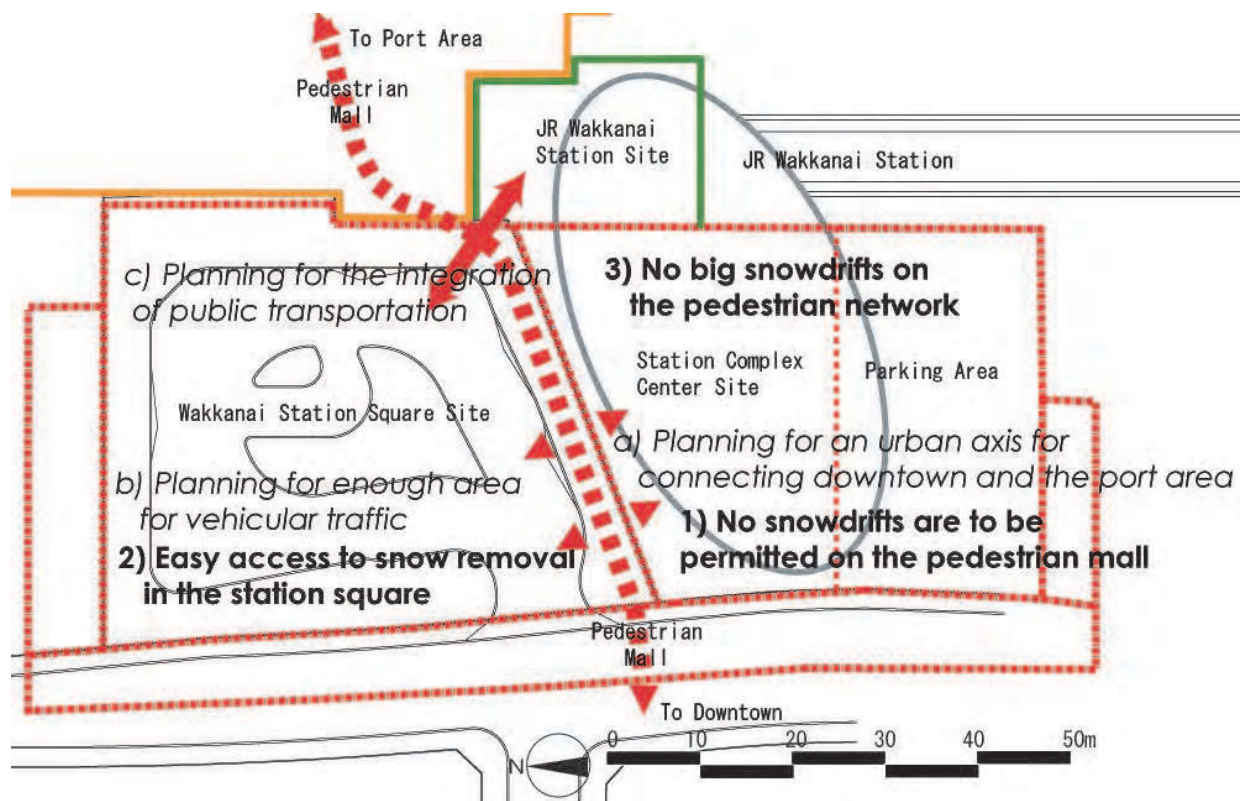 To Port Area
Pedestrian
Mall
JR Wakkanai
Station Site
JR Wakkanai Station
c) Planning for the integration
of public transportation
3) No big snowdrifts on
the pedestrian network
Station Complex
Center Site
Parking Area
Wakkanai Station Square Site
a) Planning for an urban axis for
connecting downtown and the port area
b) Planning for enough area
for vehicular traffic
1) No snowdrifts are to be
permitted on the pedestrian mall
2) Easy access to snow removal
in the station square
Pedestrian
Mall
To Downtown
N
0 10 20 30 40 50m